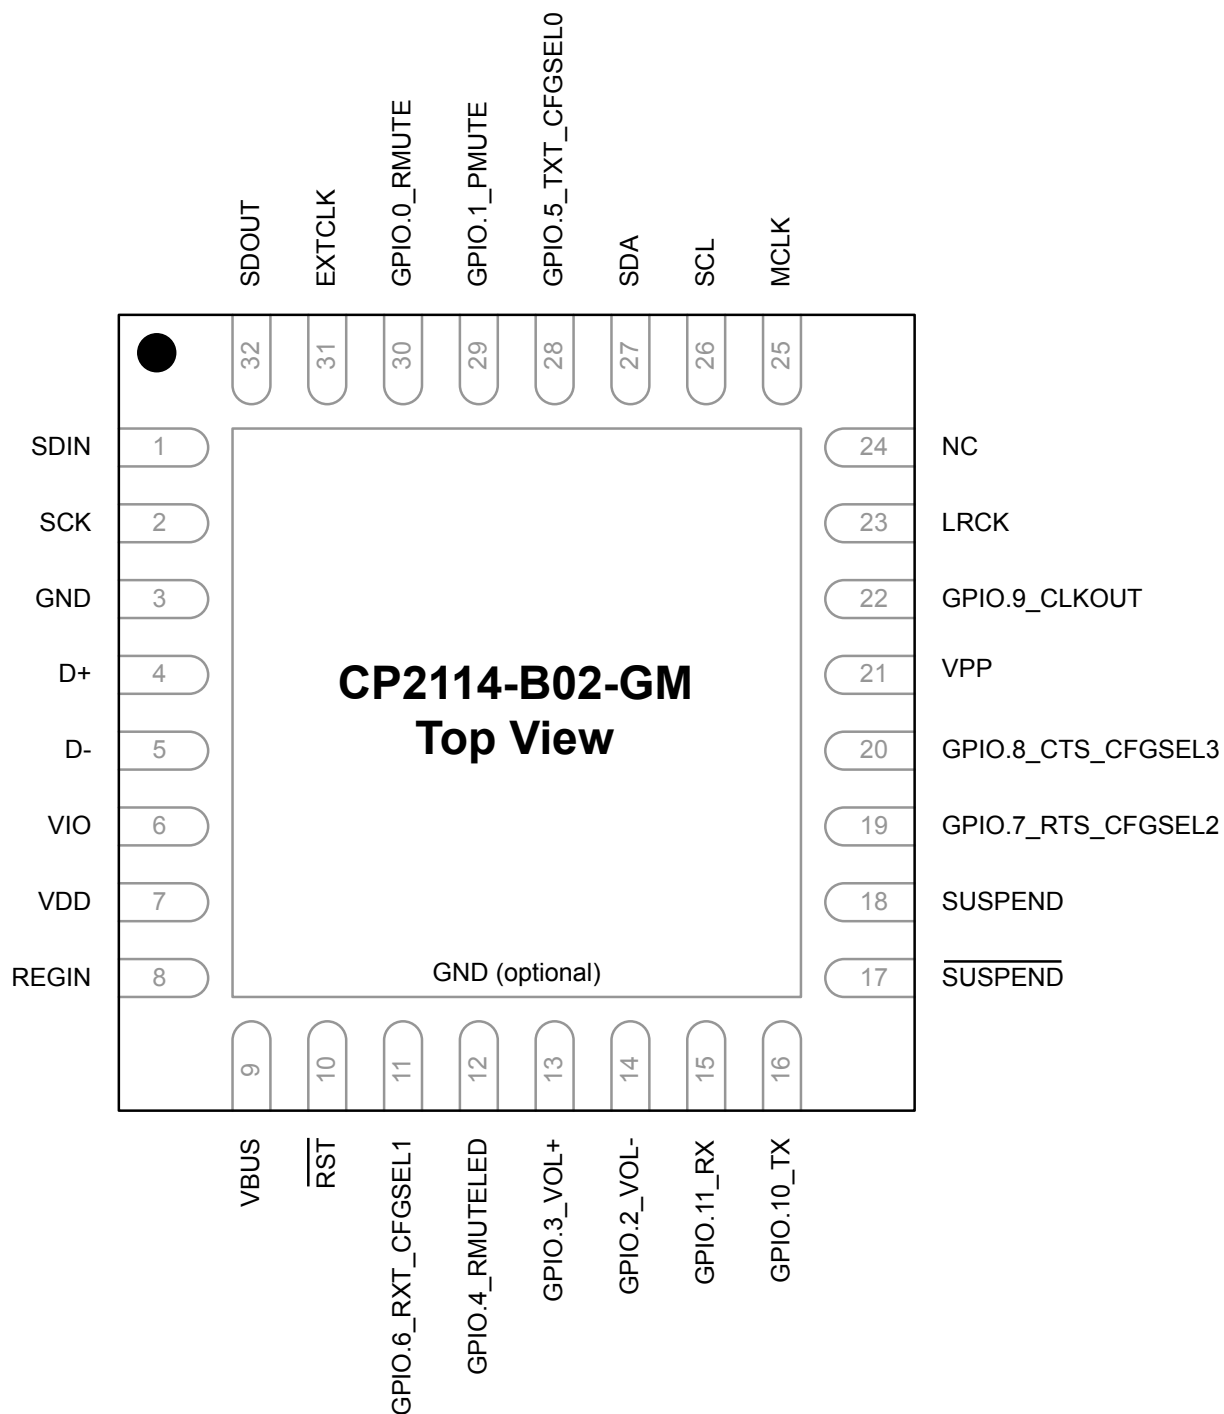 SDOUT
EXTCLK
GPIO.0_RMUTE
GPIO.1_PMUTE
GPIO.5_TXT_CFGSEL0
SDA
SCL
MCLK
32
31
30
29
28
27
26
25
SDIN 1
SCK 2
GND 3
D+ 4
D- 5
VIO 6
VDD 7
REGIN 8
CP2114-B02-GM
Top View
GND (optional)
24 NC
23 LRCK
22 GPIO.9_CLKOUT
21 VPP
20 GPIO.8_CTS_CFGSEL3
19 GPIO.7_RTS_CFGSEL2
18 SUSPEND
17 SUSPEND
9
10
11
12
13
14
15
16
VBUS
RST
GPIO.6_RXT_CFGSEL1
GPIO.4_RMUTELED
GPIO.3_VOL+
GPIO.2_VOL-
GPIO.11_RX
GPIO.10_TX